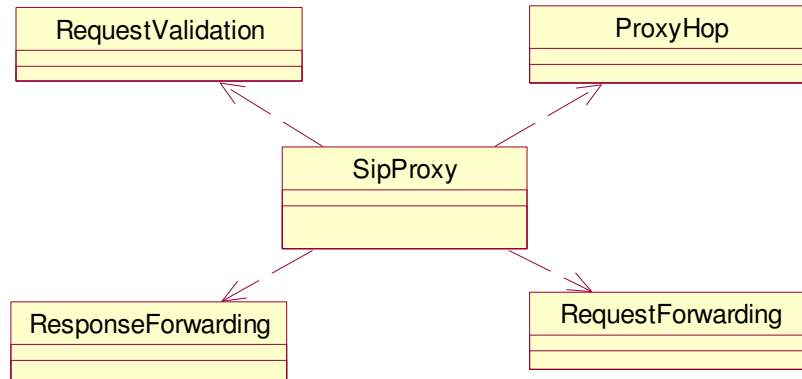 RequestValidation
ProxyHop
SipProxy
ResponseForwarding
RequestForwarding